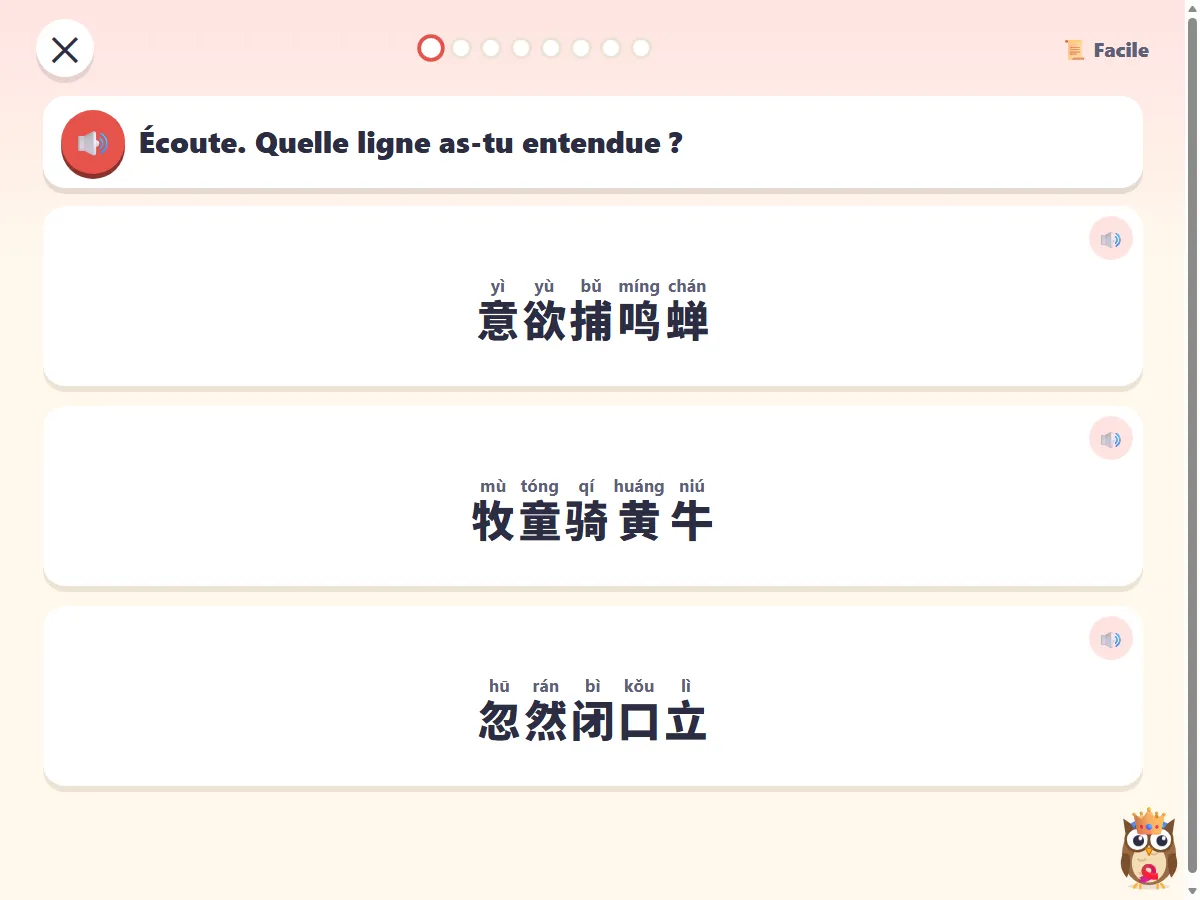 Facile
Écoute. Quelle ligne as-tu entendue ?
yì yù bǔ míng chán
意欲捕鸣蝉
mù tóng qí huáng niú
牧童骑黄牛
hū rán bì kǒu lì
忽然闭口立